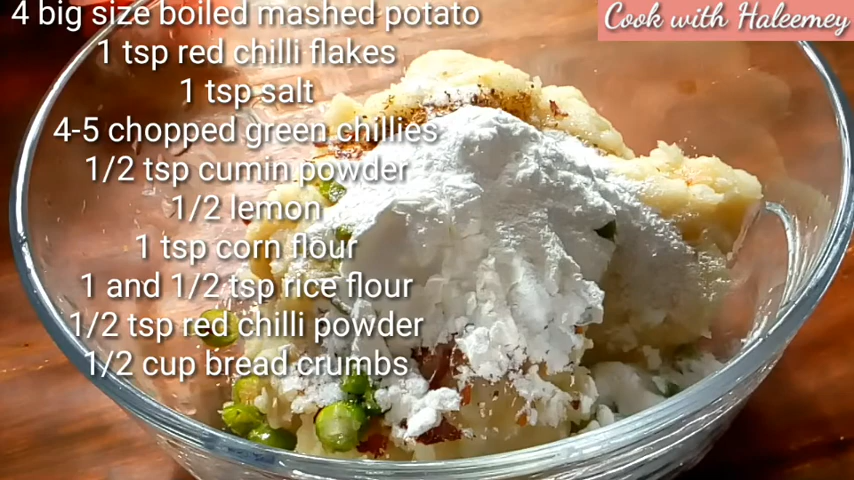 4 big size boiled mashed potato
1 tsp red chilli flakes
1 tsp salt
4-5 chopped green chillies
1/2 tsp cumin powder
1/2 lemon
1 tsp corn flour
1 and 1/2 tsp rice flour
1/2 tsp red chilli powder
1/2 cup bread crumbs
Cook with Haleemey